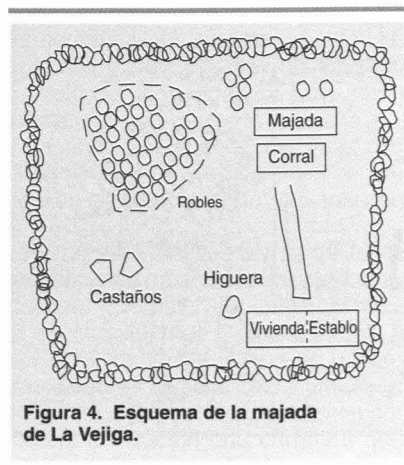 Majada
Corral
Robles
Castaños
Higuera
Vivienda Establo
Figura 4. Esquema de la majada
de La Vejiga.